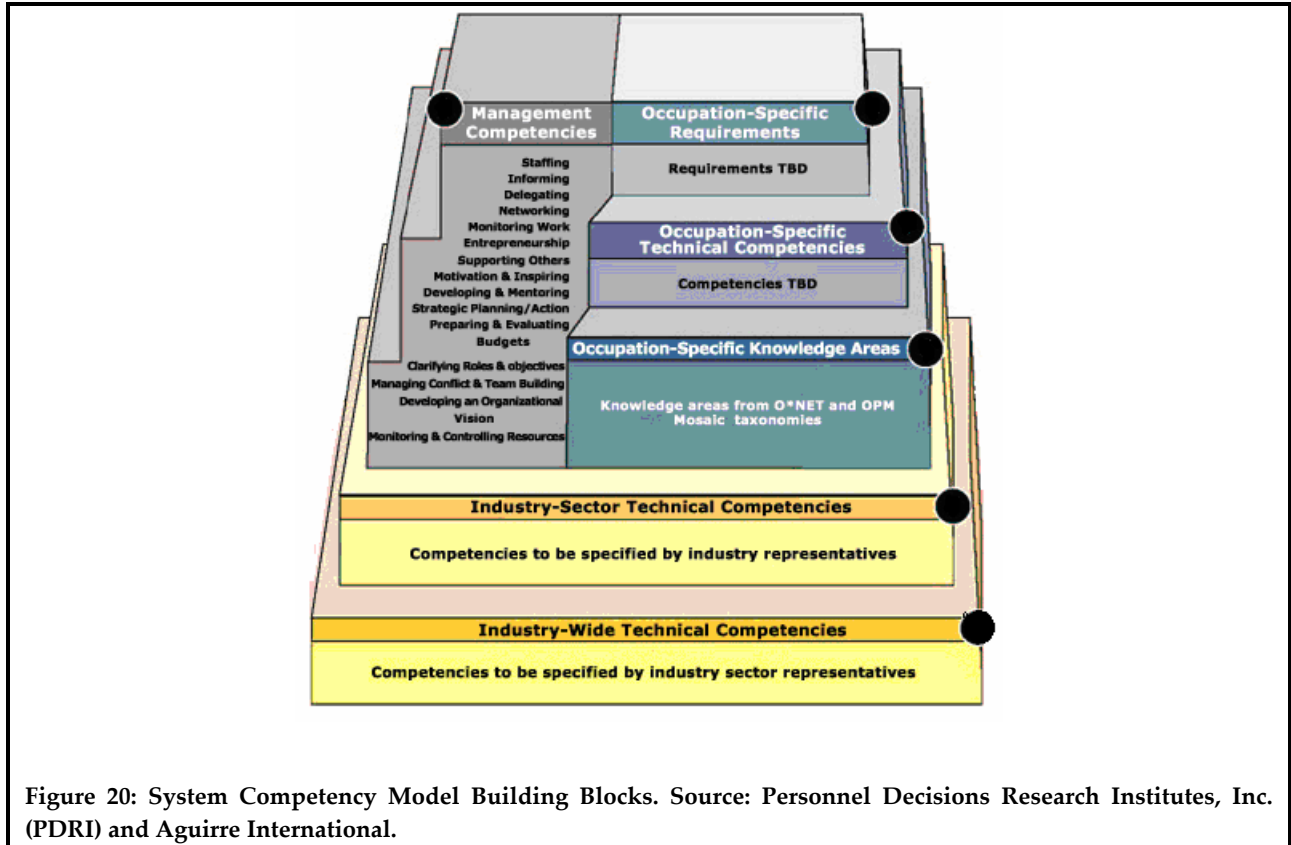 Management
Competencies
Staffing
Informing
Delegating
Networking
Monitoring Work
Entrepreneurship
Supporting Others
Motivation & Inspiring
Developing & Mentoring
Strategic Planning/Action
Preparing & Evaluating
Budgets
Clarifying Roles & objectives
Managing Conflict & Team Building
Developing an Organizational
Vision
Monitoring & Controlling Resources
Occupation-Specific
Requirements
Requirements TBD
Occupation-Specific
Technical Competencies
Competencies TBD
Occupation-Specific Knowledge Areas
Knowledge areas from O*NET and OPM
Mosaic taxonomies
Industry-Sector Technical Competencies
Competencies to be specified by industry representatives
Industry-Wide Technical Competencies
Competencies to be specified by industry sector representatives
Figure 20: System Competency Model Building Blocks. Source: Personnel Decisions Research Institutes, Inc.
(PDRI) and Aguirre International.